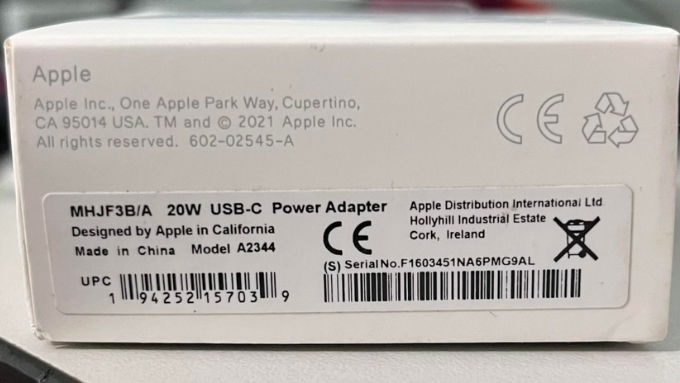 Apple
Apple Inc., One Apple Park Way, Cupertino,
CA 95014 USA. TM and © 2021 Apple Inc.
All rights reserved. 602-02545-A
CE
MHJF3B/A 20W USB-C Power Adapter
Designed by Apple in California
Made in China Model A2344
CE
Apple Distribution International Ltd
Hollyhill Industrial Estate
Cork, Ireland
(S) Serial No.F1603451NA6PMG9AL
UPC
1 94252 15703 9